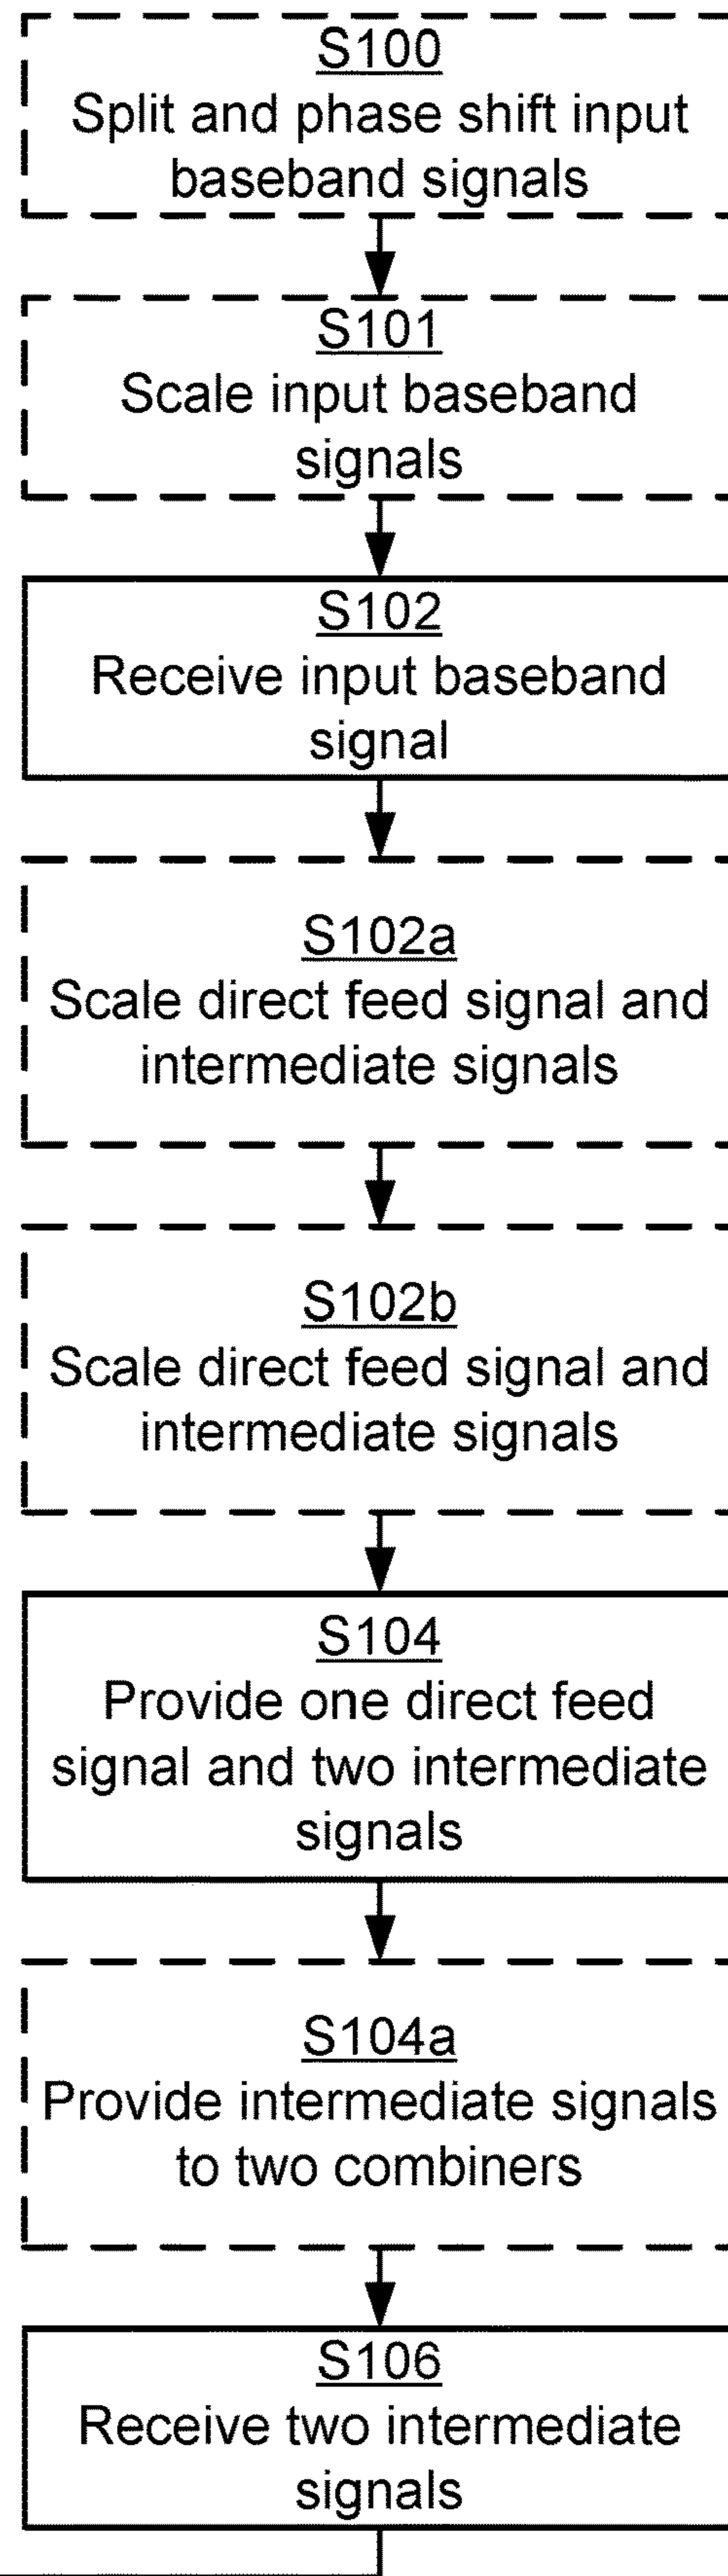 S100
Split and phase shift input
baseband signals
S101
Scale input baseband
signals
S102
Receive input baseband
signal
S102a
Scale direct feed signal and
intermediate signals
S102b
Scale direct feed signal and
intermediate signals
S104
Provide one direct feed
signal and two intermediate
signals
S104a
Provide intermediate signals
to two combiners
S106
Receive two intermediate
signals